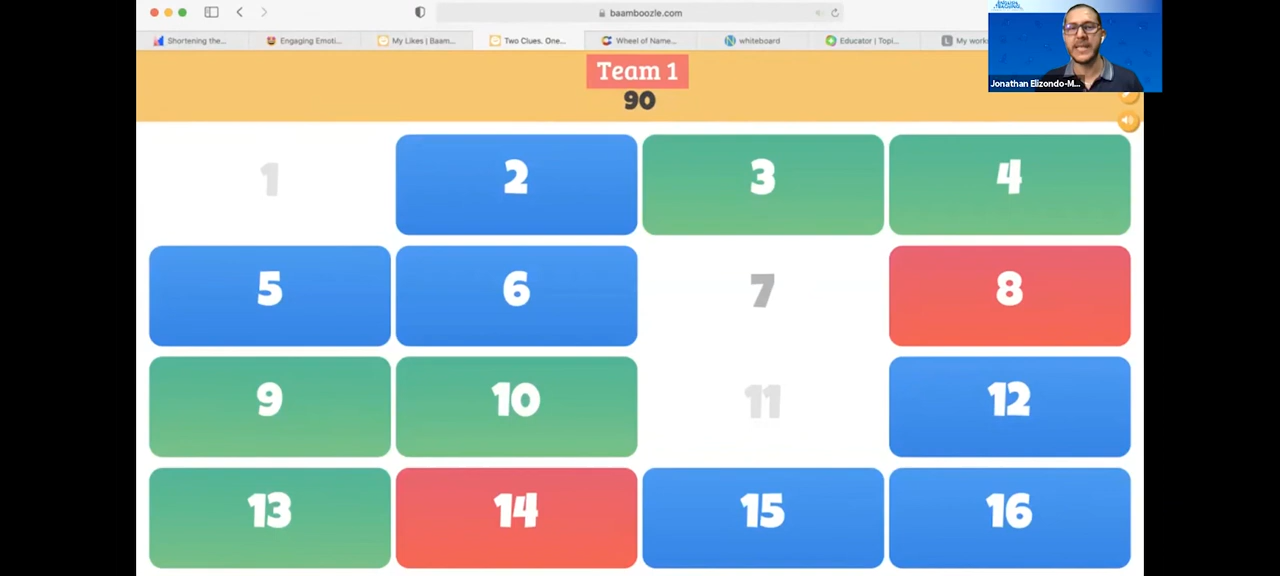 baamboozle.com
Shortening the...
Engaging Emoti...
My Likes | Baam...
Two Clues, One...
Wheel of Name...
whiteboard
Educator | Topi...
My works
Jonathan Elizondo-M...
Team 1
90
1
2
3
4
5
6
7
8
9
10
11
12
13
14
15
16